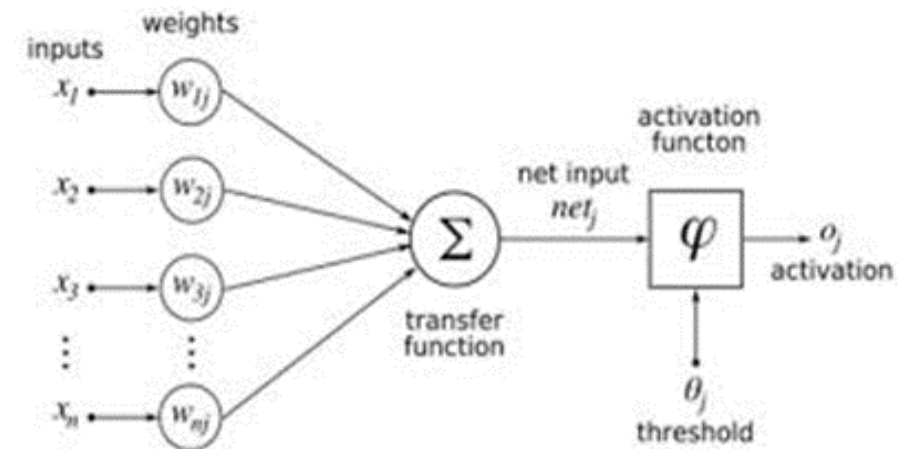 weights
inputs
x₁
w₁ⱼ
activation
functon
x₂
w₂ⱼ
net input
netⱼ
Σ
φ
oⱼ
activation
x₃
w₃ⱼ
transfer
function
⋮ ⋮
θⱼ
threshold
xₙ
wₙⱼ